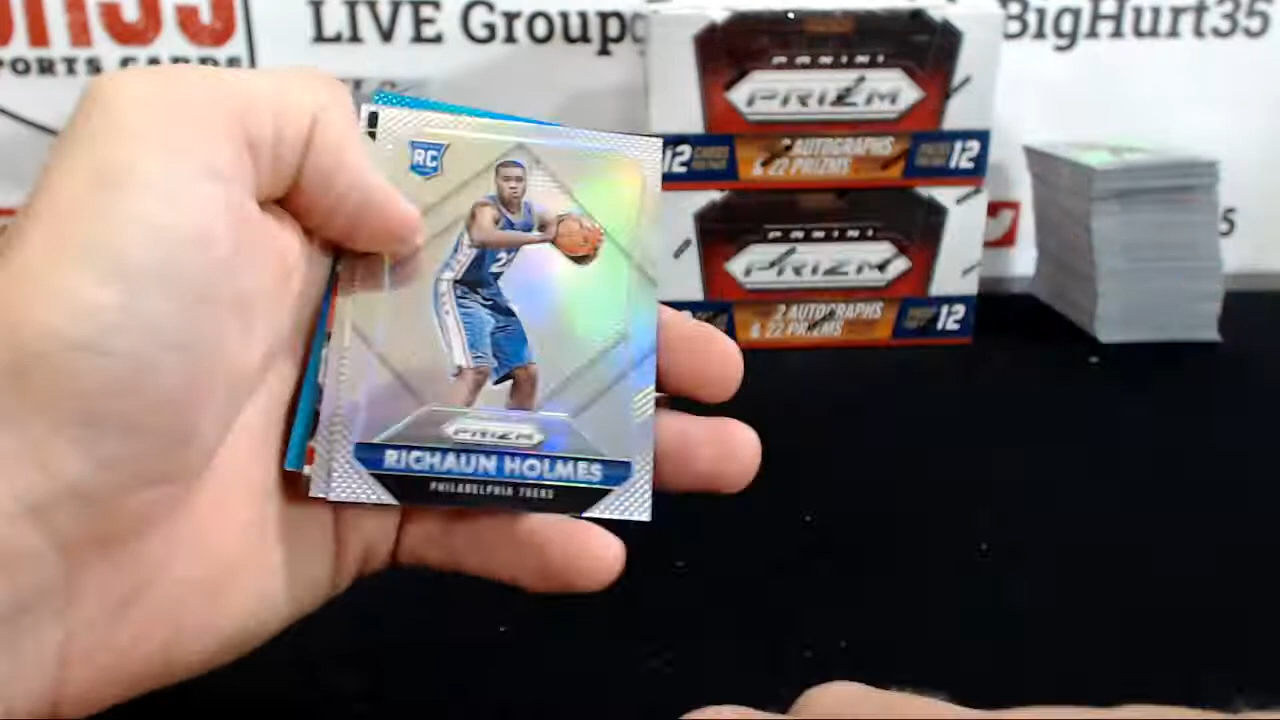 LIVE Group
BigHurt35
PORTS CARDS
PANINI
PRIZM
12
AUTOGRAPHS
& 22 PRIZMS
12
PANINI
PRIZM
2 AUTOGRAPHS
& 22 PRIZMS
12
RC
2
PRIZM
RICHAUN HOLMES
PHILADELPHIA 76ERS